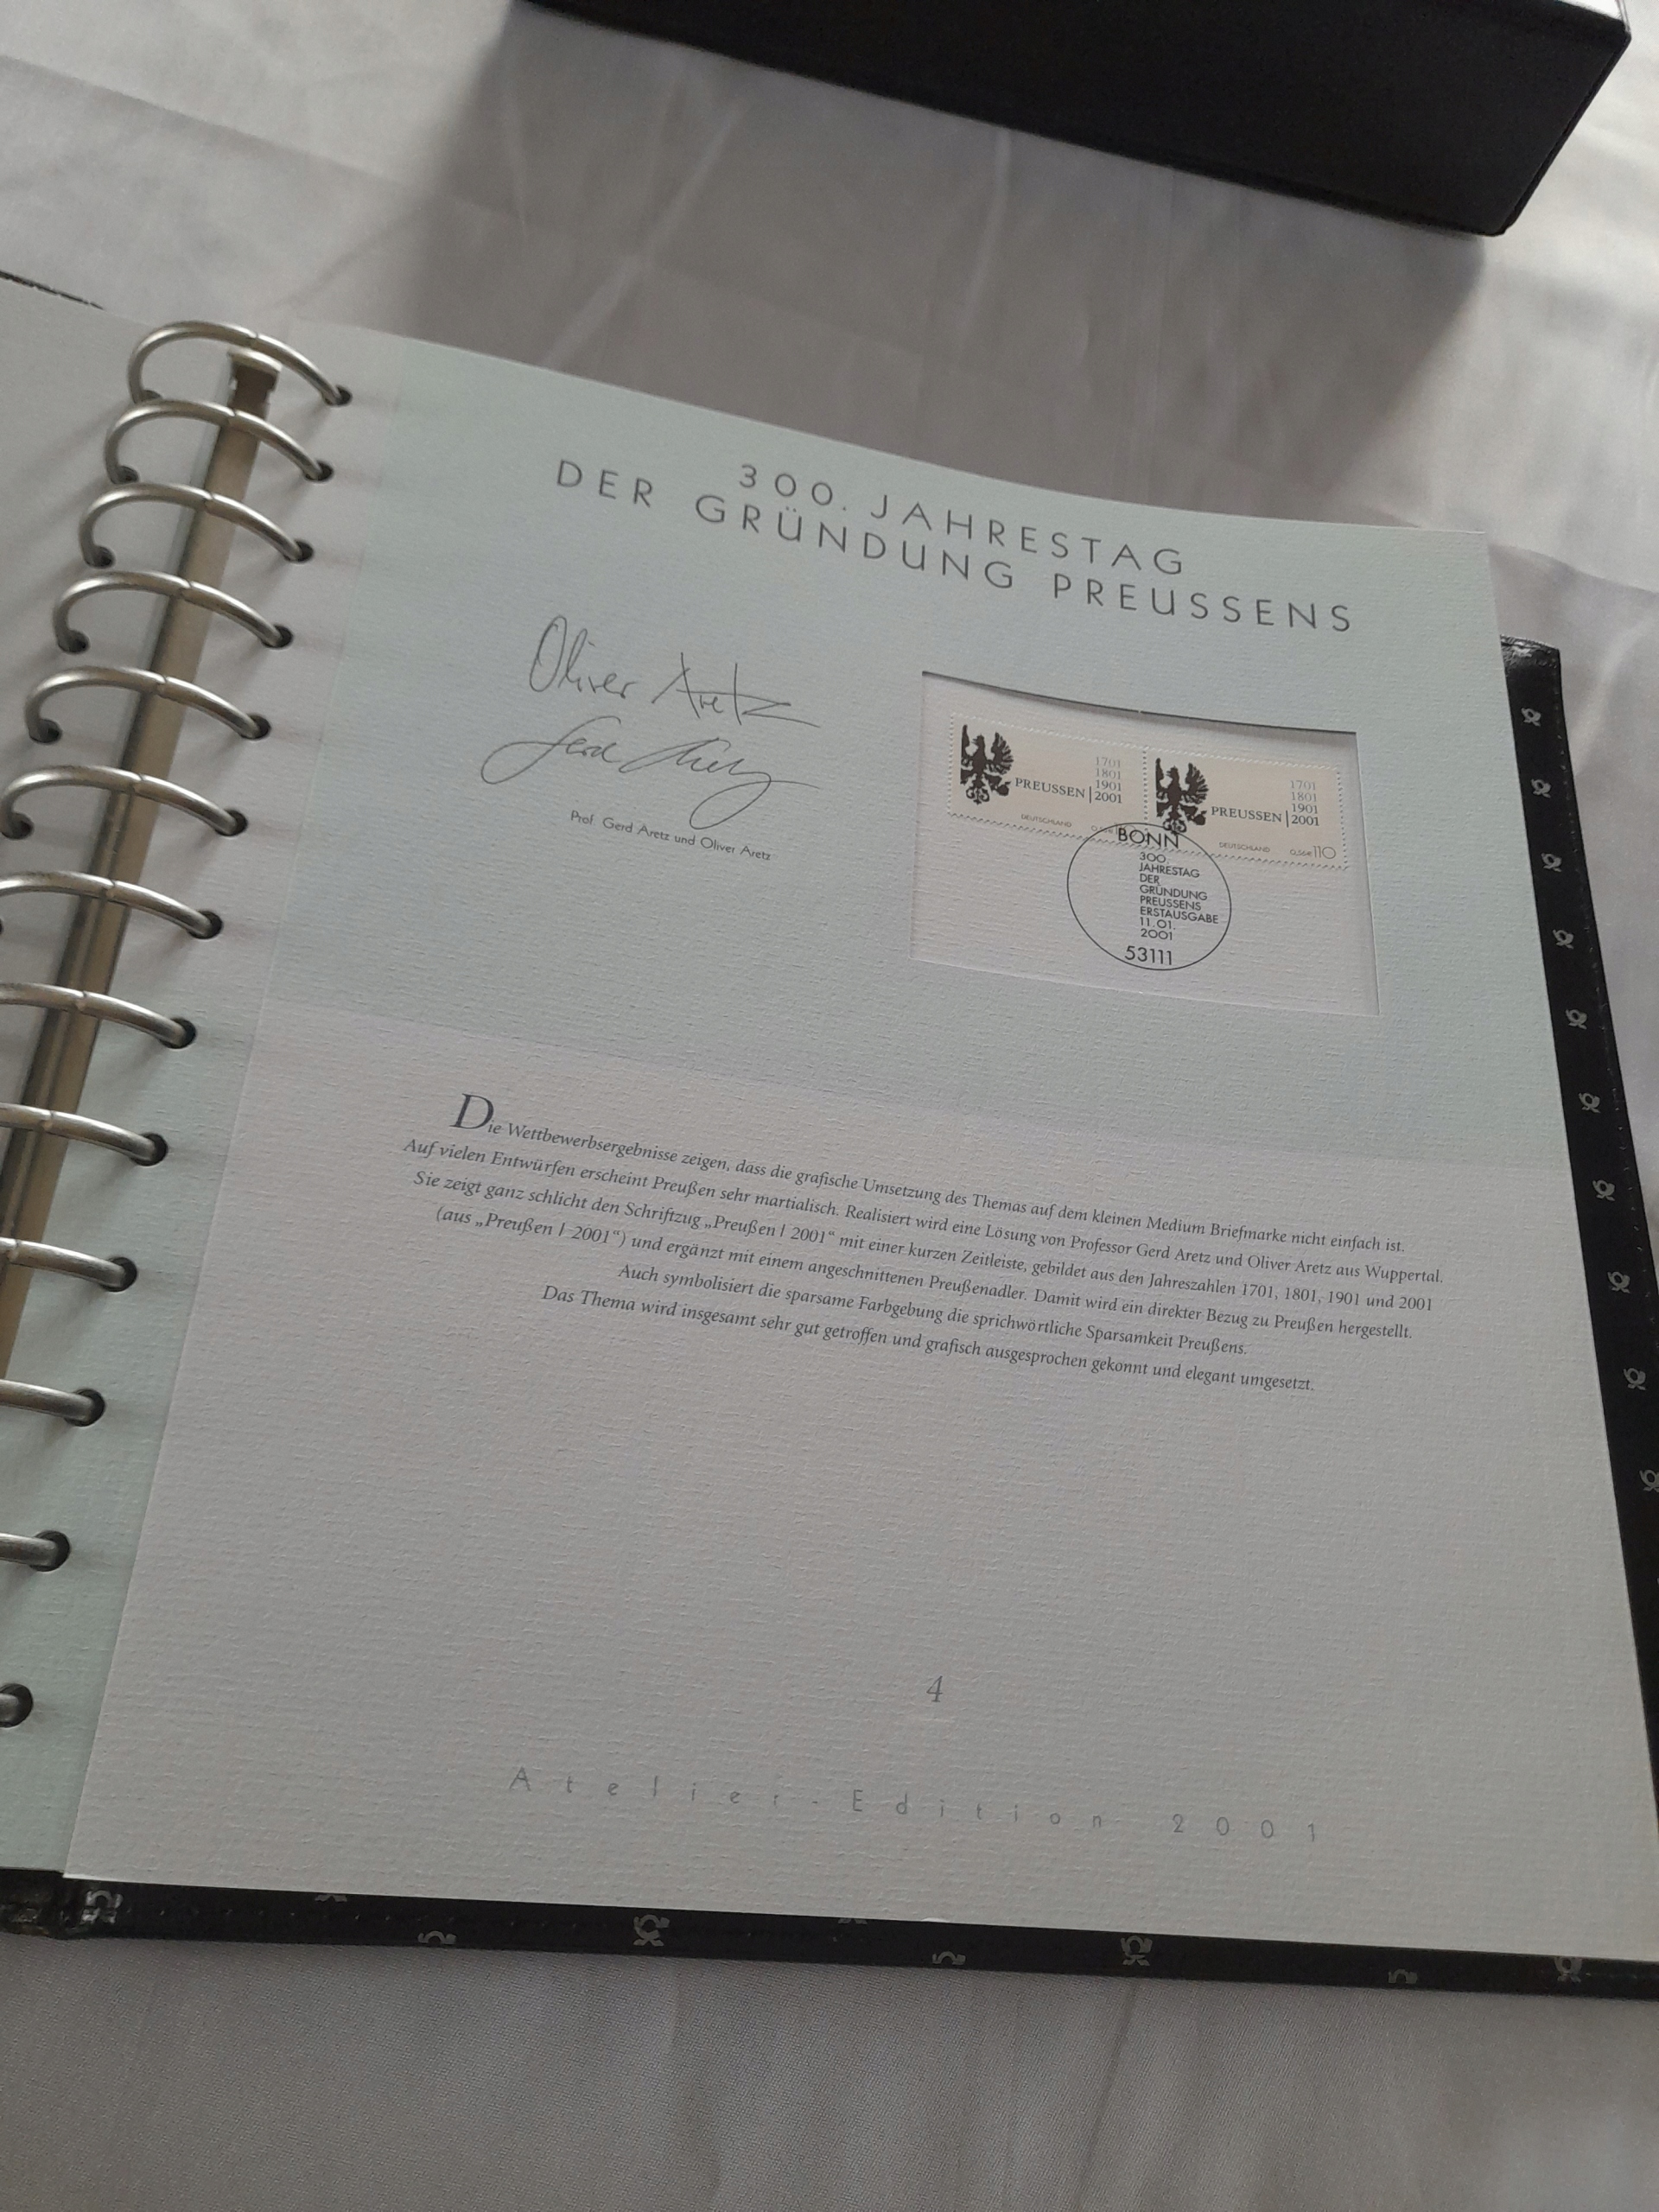 300. JAHRESTAG
DER GRÜNDUNG PREUSSENS
Oliver Aretz
Gerd Aretz
Prof. Gerd Aretz und Oliver Aretz
1701
1801
1901
PREUSSEN | 2001
DEUTSCHLAND
1701
1801
1901
PREUSSEN | 2001
DEUTSCHLAND 0,56€ 110
BONN
300.
JAHRESTAG
DER
GRÜNDUNG
PREUSSENS
ERSTAUSGABE
11.01.
2001
53111
Die Wettbewerbsergebnisse zeigen, dass die grafische Umsetzung des Themas auf dem kleinen Medium Briefmarke nicht einfach ist.
Auf vielen Entwürfen erscheint Preußen sehr martialisch. Realisiert wird eine Lösung von Professor Gerd Aretz und Oliver Aretz aus Wuppertal.
Sie zeigt ganz schlicht den Schriftzug „Preußen | 2001“ mit einer kurzen Zeitleiste, gebildet aus den Jahreszahlen 1701, 1801, 1901 und 2001
(aus „Preußen | 2001“) und ergänzt mit einem angeschnittenen Preußenadler. Damit wird ein direkter Bezug zu Preußen hergestellt.
Auch symbolisiert die sparsame Farbgebung die sprichwörtliche Sparsamkeit Preußens.
Das Thema wird insgesamt sehr gut getroffen und grafisch ausgesprochen gekonnt und elegant umgesetzt.
4
Atelier-Edition 2001